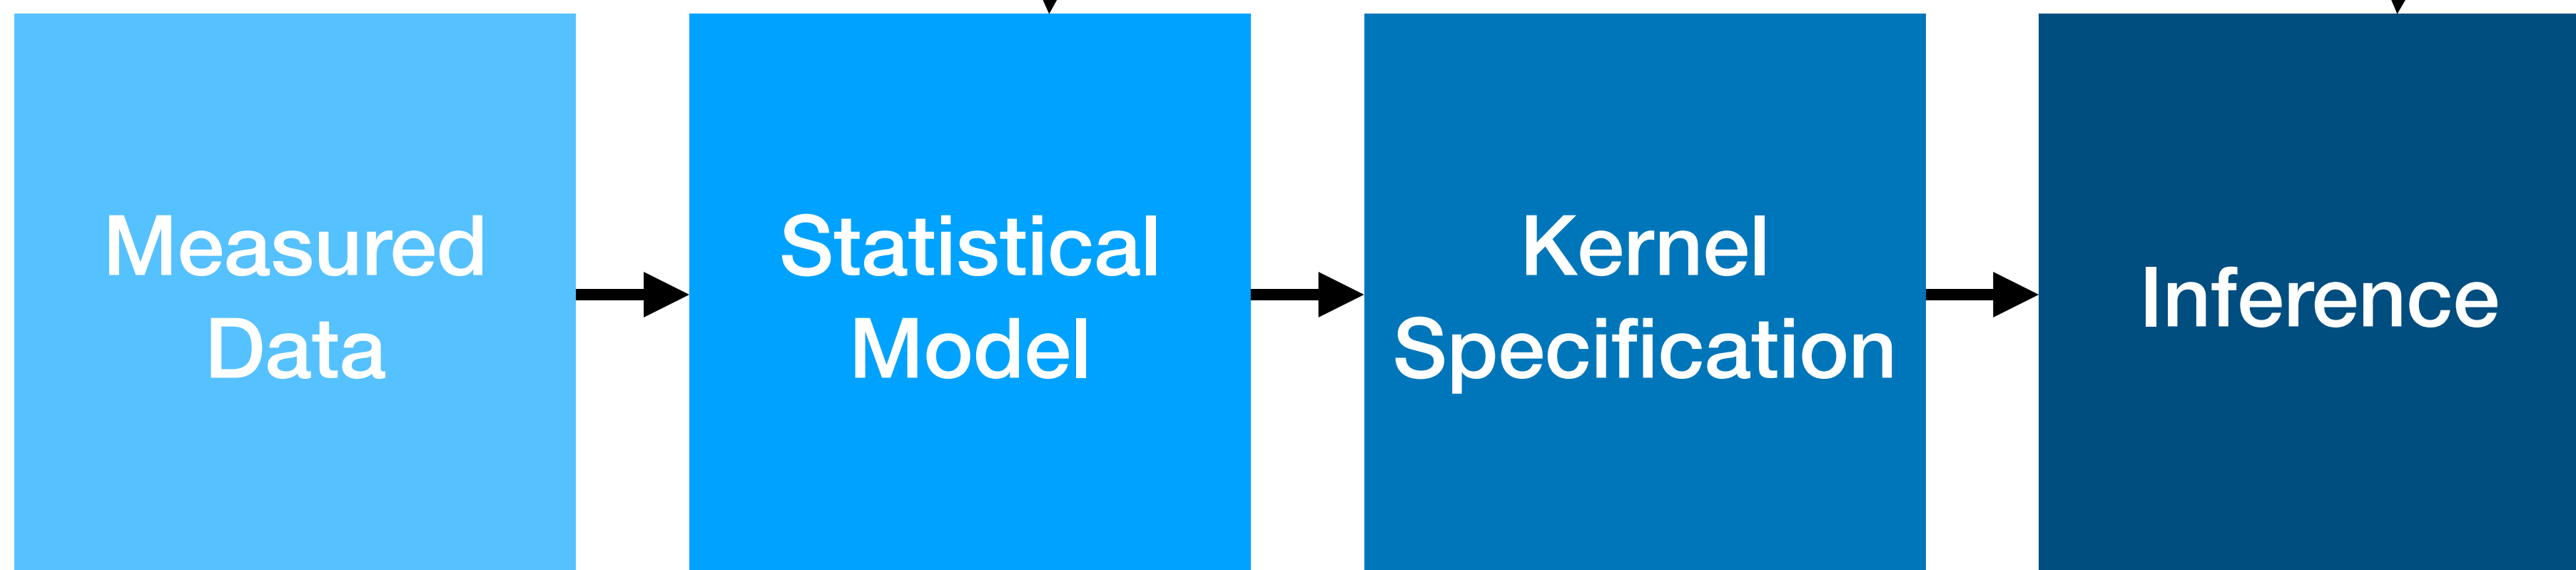 Measured
Data
Statistical
Model
Kernel
Specification
Inference